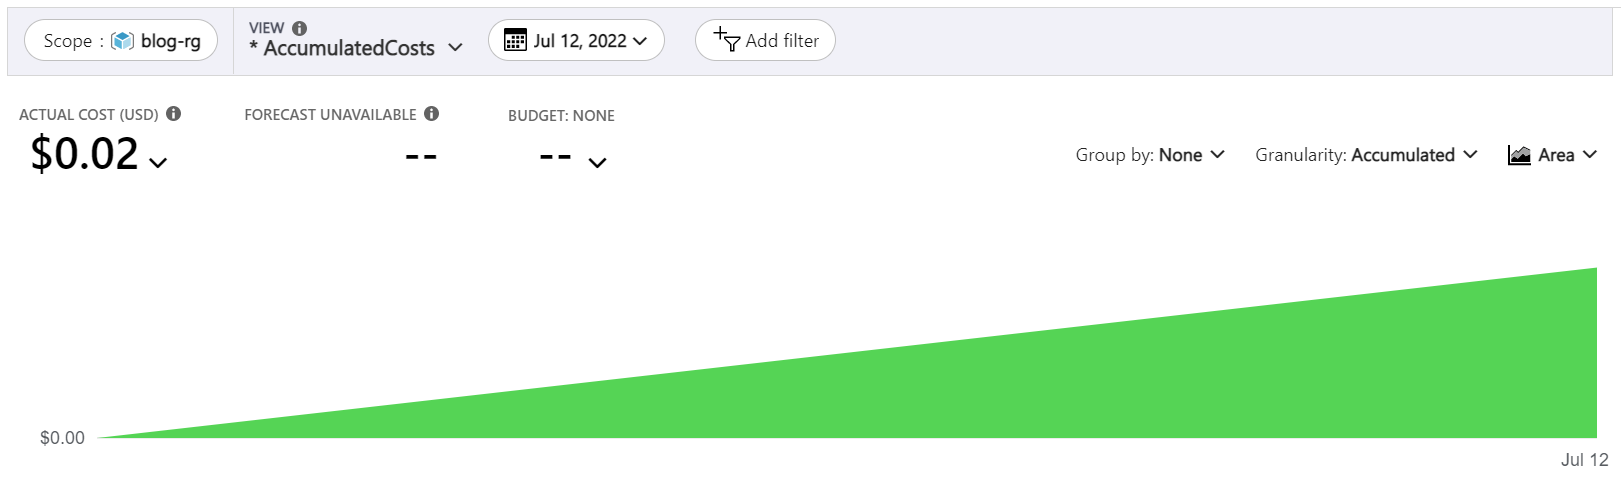 Scope : blog-rg
VIEW
* AccumulatedCosts
Jul 12, 2022
Add filter
ACTUAL COST (USD)
$0.02
FORECAST UNAVAILABLE
--
BUDGET: NONE
--
Group by: None
Granularity: Accumulated
Area
$0.00
Jul 12